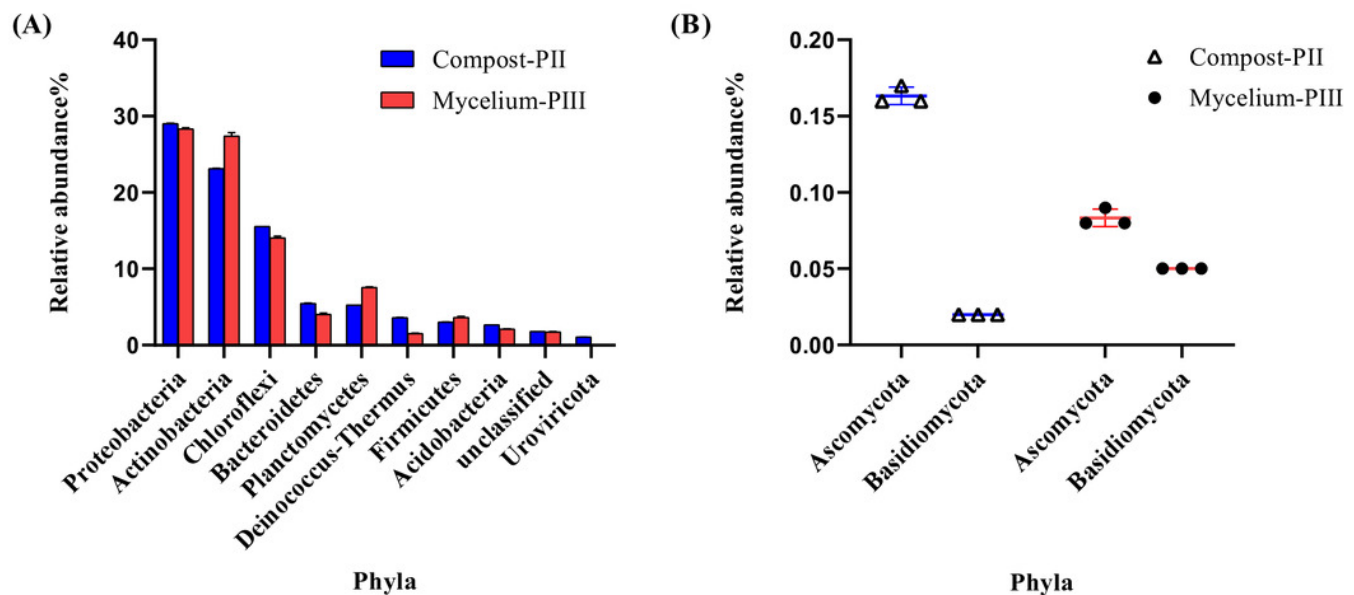 (A)
Relative abundance%
40
30
20
10
0
Compost-PII
Mycelium-PIII
Proteobacteria
Actinobacteria
Chloroflexi
Bacteroidetes
Planctomycetes
Deinococcus-Thermus
Firmicutes
Acidobacteria
unclassified
Uroviricota
Phyla
(B)
Relative abundance%
0.20
0.15
0.10
0.05
0.00
Compost-PII
Mycelium-PIII
Ascomycota
Basidiomycota
Ascomycota
Basidiomycota
Phyla